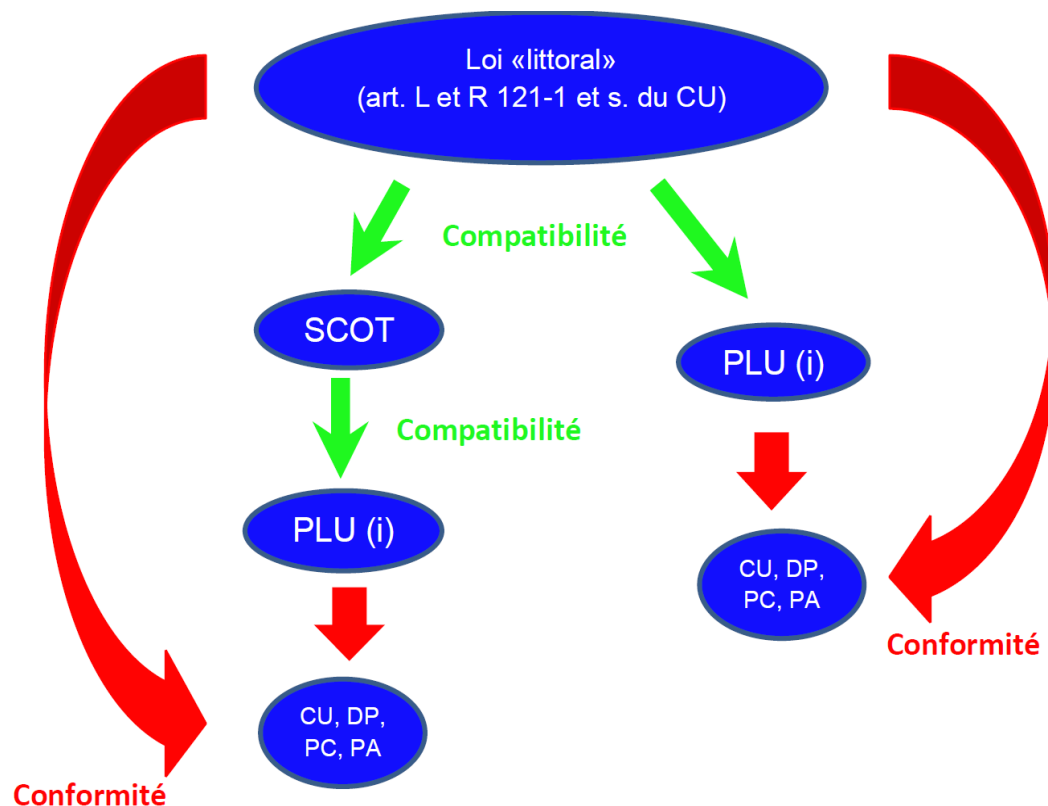 Loi «littoral»
(art. L et R 121-1 et s. du CU)
Compatibilité
SCOT
PLU (i)
Compatibilité
PLU (i)
CU, DP,
PC, PA
Conformité
CU, DP,
PC, PA
Conformité